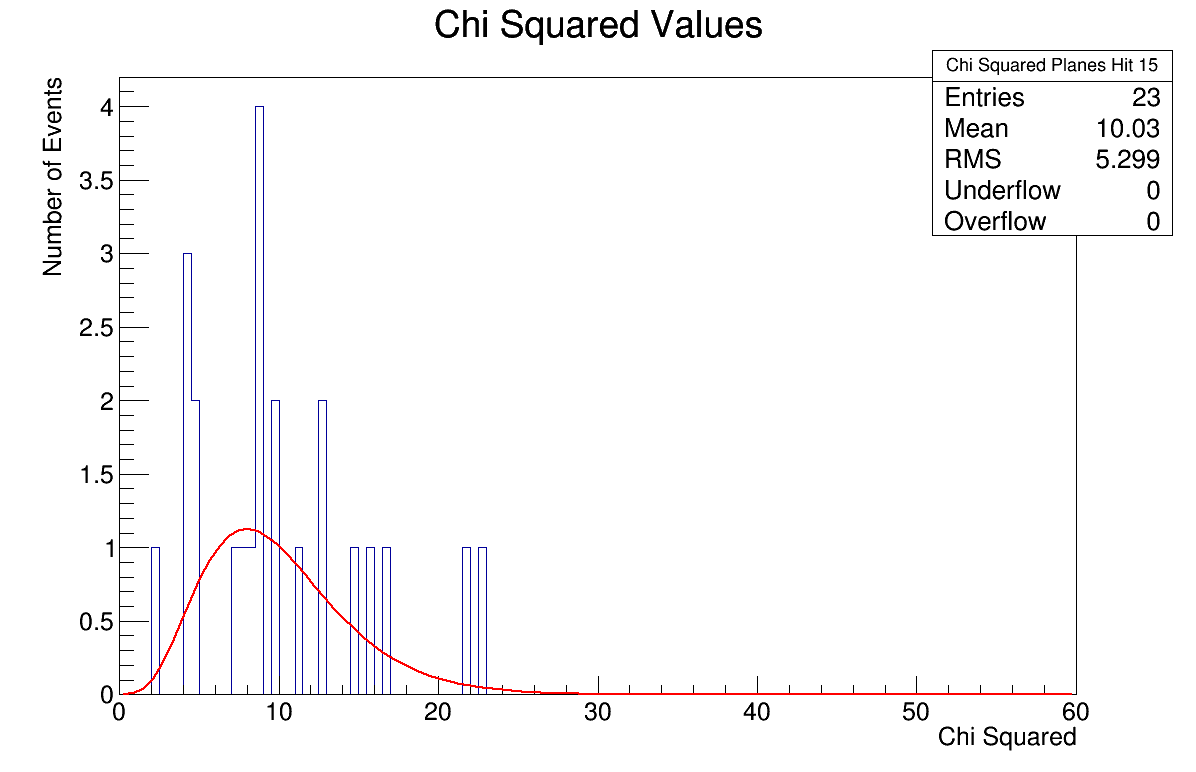 Chi Squared Values
Chi Squared Planes Hit 15
Entries 23
Mean 10.03
RMS 5.299
Underflow 0
Overflow 0
Number of Events
4
3.5
3
2.5
2
1.5
1
0.5
0
0 10 20 30 40 50 60
Chi Squared